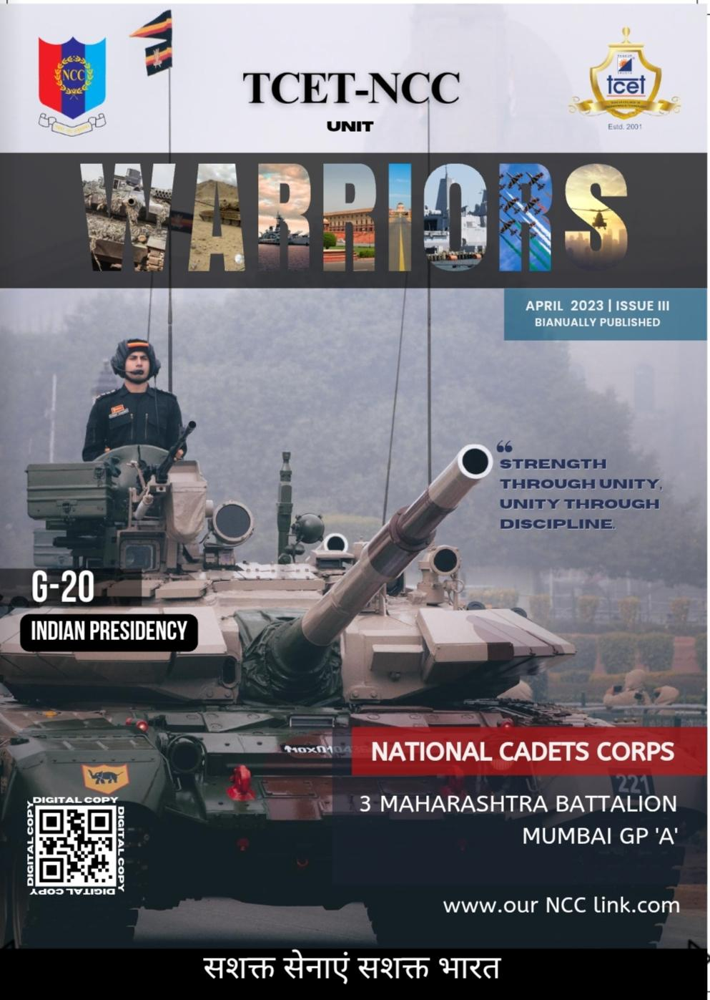 NCC
TCET-NCC
UNIT
tcet
Estd. 2001
WARRIORS
APRIL 2023 | ISSUE III
BIANNUALLY PUBLISHED
“
STRENGTH
THROUGH UNITY,
UNITY THROUGH
DISCIPLINE.
G-20
INDIAN PRESIDENCY
NATIONAL CADETS CORPS
221
3 MAHARASHTRA BATTALION
MUMBAI GP 'A'
DIGITAL COPY
DIGITAL COPY
DIGITAL COPY
DIGITAL COPY
www.our NCC link.com
सशक्त सेनाएं सशक्त भारत